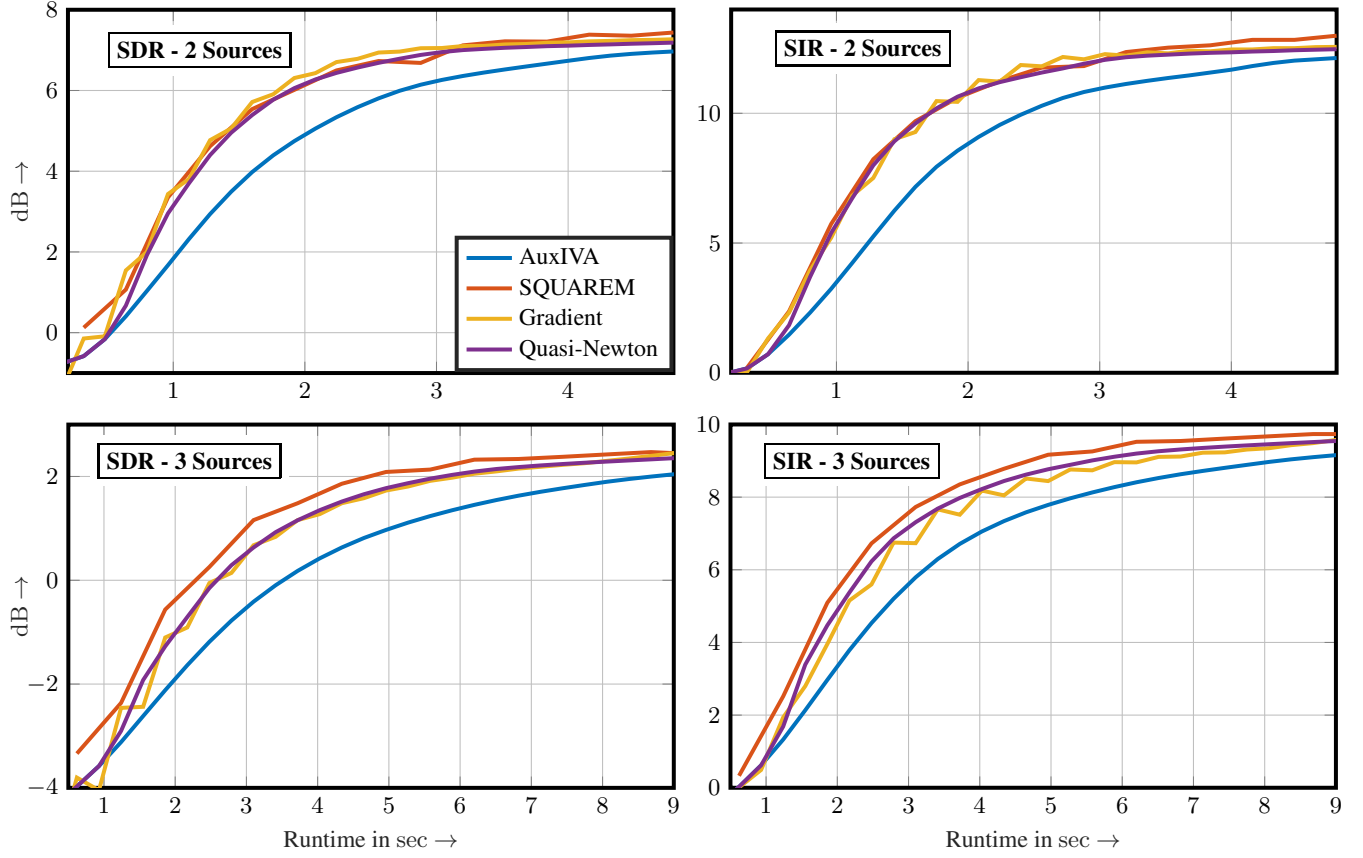 8
6
4
2
0
dB →
SDR - 2 Sources
AuxIVA
SQUAREM
Gradient
Quasi-Newton
1 2 3 4
10
5
0
SIR - 2 Sources
1 2 3 4
2
0
−2
−4
dB →
SDR - 3 Sources
1 2 3 4 5 6 7 8 9
Runtime in sec →
10
8
6
4
2
0
SIR - 3 Sources
1 2 3 4 5 6 7 8 9
Runtime in sec →